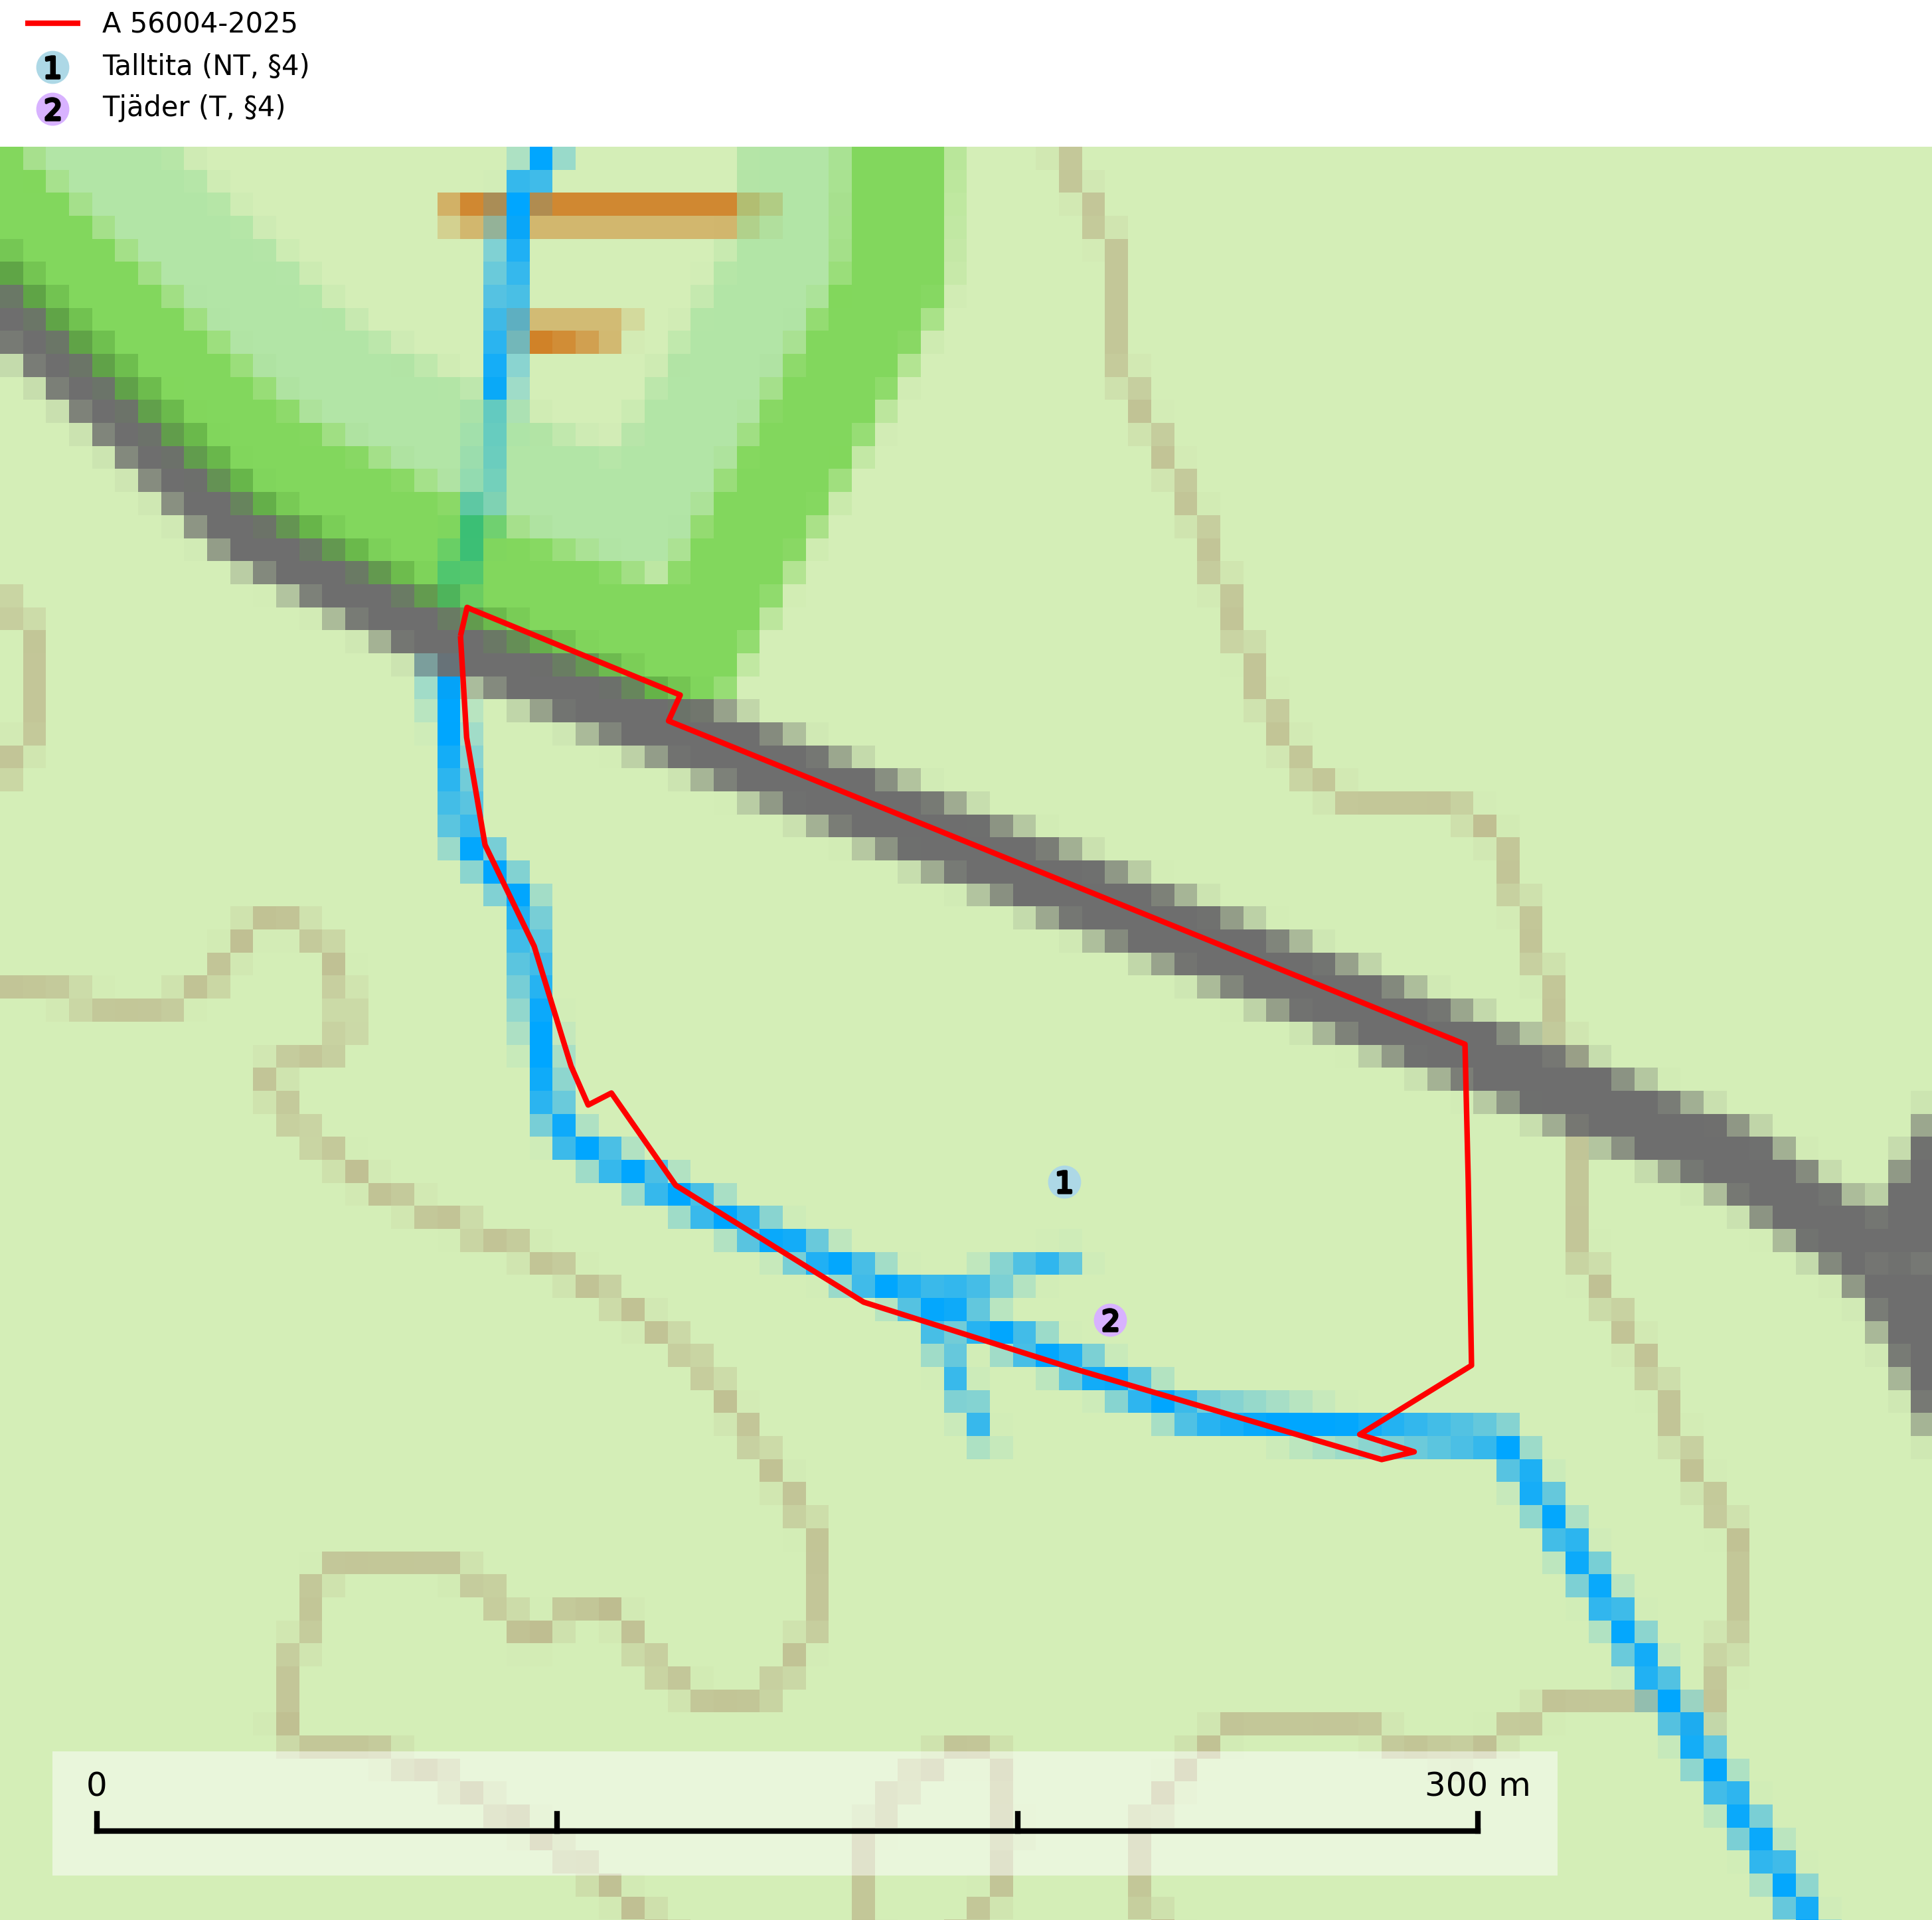 A 56004-2025
1 Talltita (NT, §4)
2 Tjäder (T, §4)
1
2
0 300 m